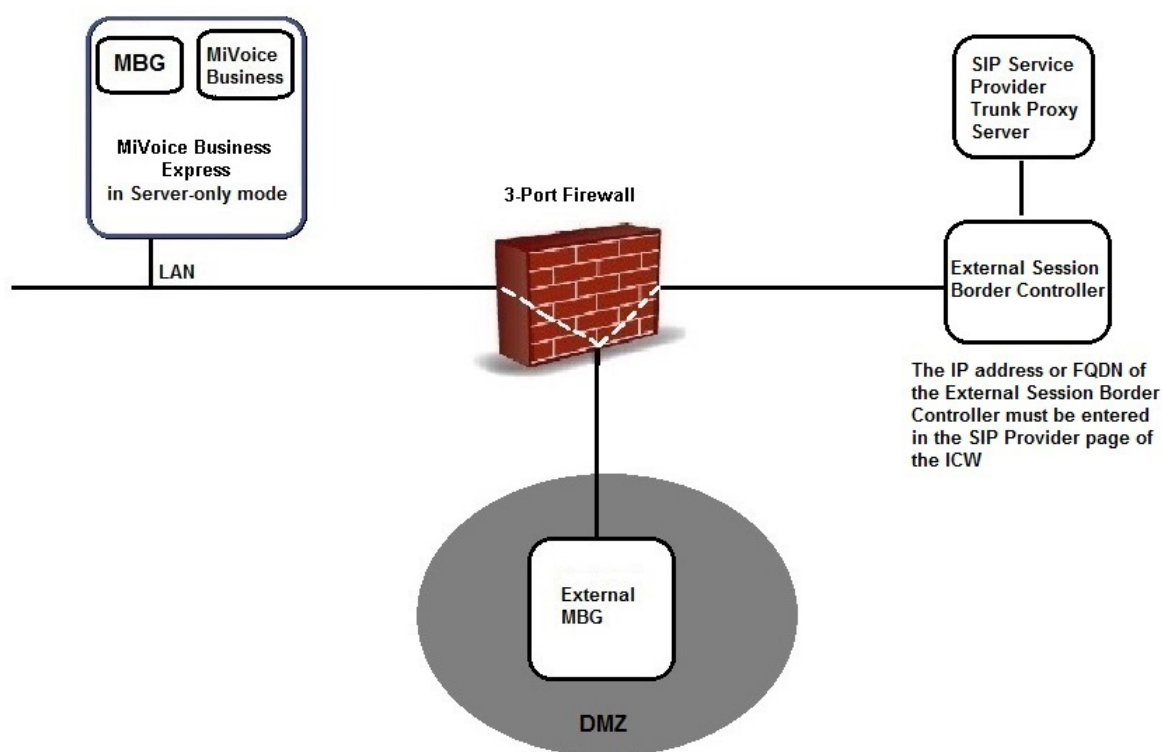 MBG
MiVoice
Business
MiVoice Business
Express
in Server-only mode
LAN
3-Port Firewall
SIP Service
Provider
Trunk Proxy
Server
External Session
Border Controller
The IP address or FQDN of
the External Session Border
Controller must be entered
in the SIP Provider page of
the ICW
External
MBG
DMZ